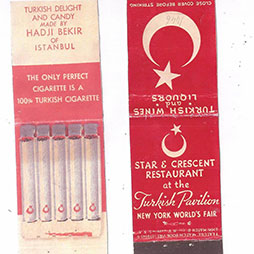 TURKISH DELIGHT
AND CANDY
MADE BY
HADJI BEKIR
OF
ISTANBUL
THE ONLY PERFECT
CIGARETTE IS A
100% TURKISH CIGARETTE
CLOSE COVER BEFORE STRIKING
TURKISH WINES
and
LIQUORS
STAR & CRESCENT
RESTAURANT
at the
Turkish Pavilion
NEW YORK WORLD'S FAIR